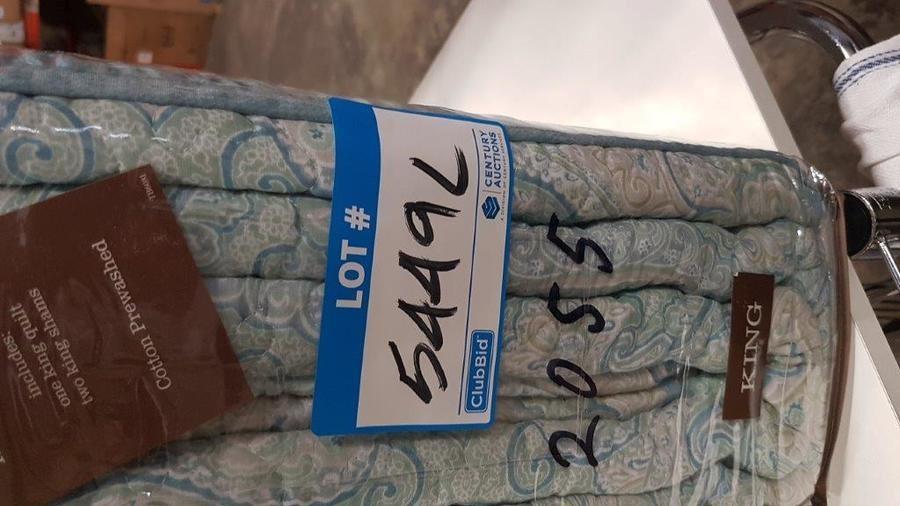 Cotton Prewashed
includes:
one king quilt
two king shams
LOT #
5449L
CENTURY
AUCTIONS
ClubBid
2055
KING